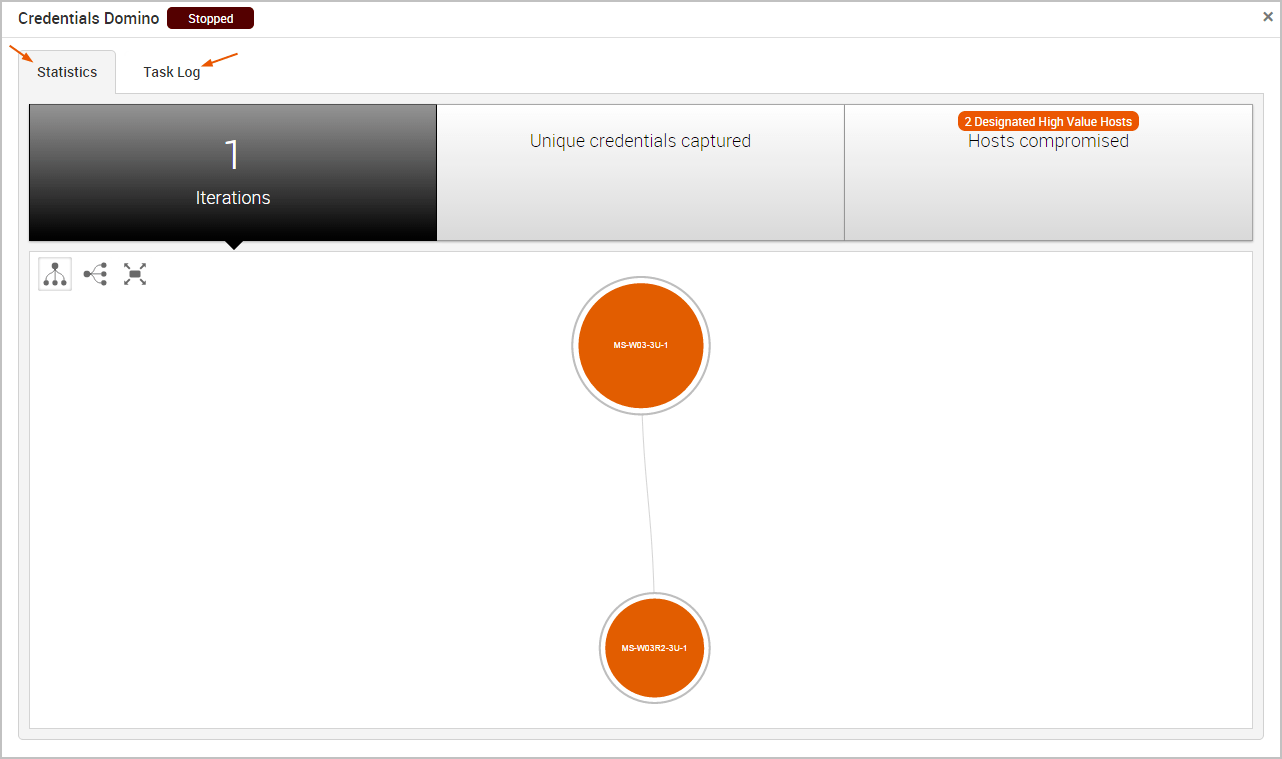 Credentials Domino
Stopped
×
Statistics
Task Log
1
Iterations
Unique credentials captured
2 Designated High Value Hosts
Hosts compromised
MS-W03-3U-1
MS-W03R2-3U-1